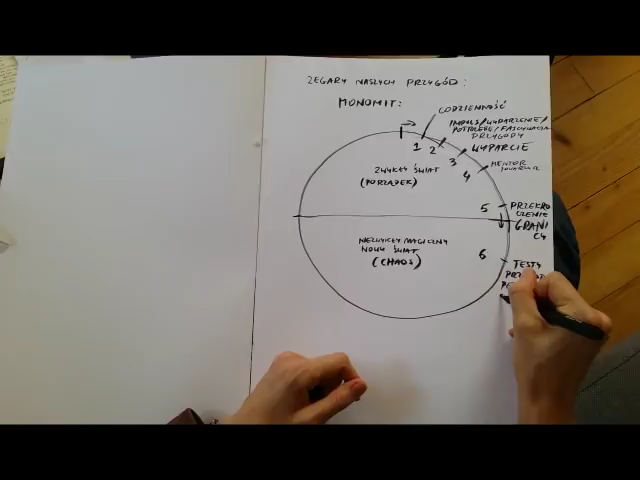 ZEGARY NASZYCH PRZYGÓD:
MONOMIT:
CODZIENNOŚĆ
IMPULS/WYDARZENIE/
POTRZEBA/FASCYNACJA
PRZYGODY
1
2
WYPARCIE
3
MENTOR
4
ZWYKŁY ŚWIAT
(PORZĄDEK)
5 PRZEKRO
CZENIE
GRANI
CY
NIEZWYKŁY MAGICZNY
NOWY ŚWIAT
(CHAOS)
6 TESTY